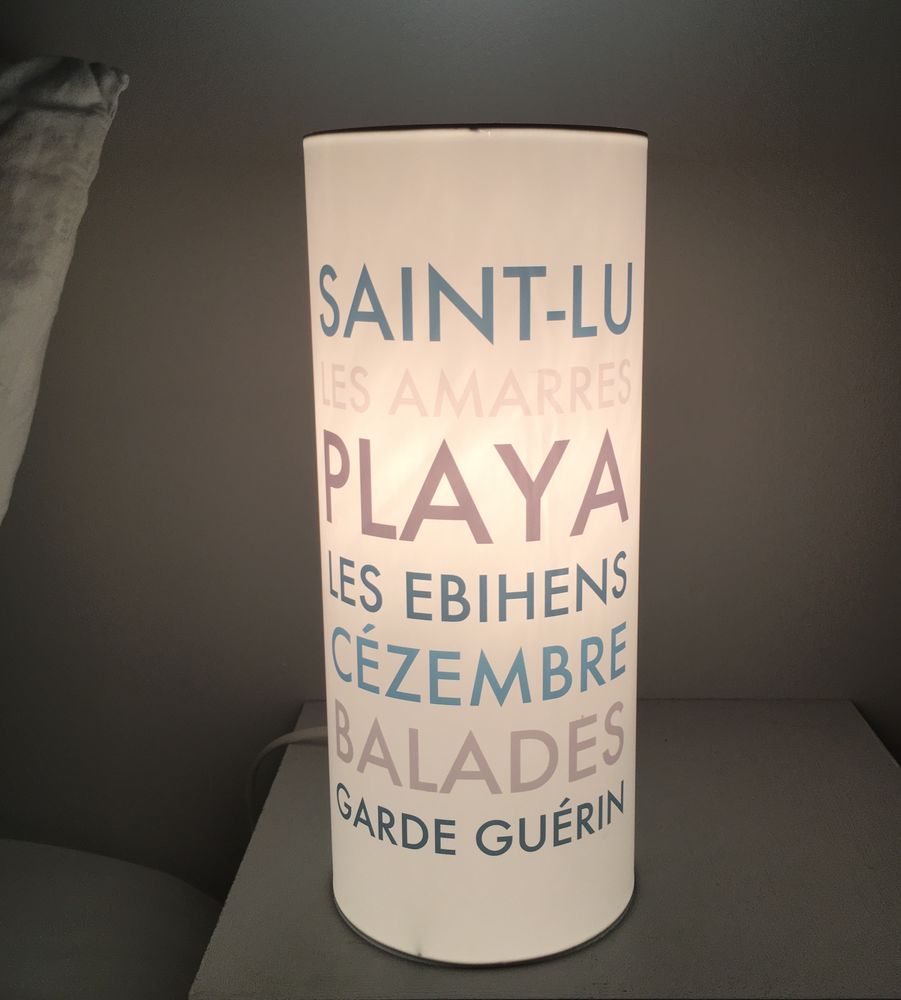 SAINT-LU
LES AMARRES
PLAYA
LES EBIHENS
CÉZEMBRE
BALADES
GARDE GUÉRIN